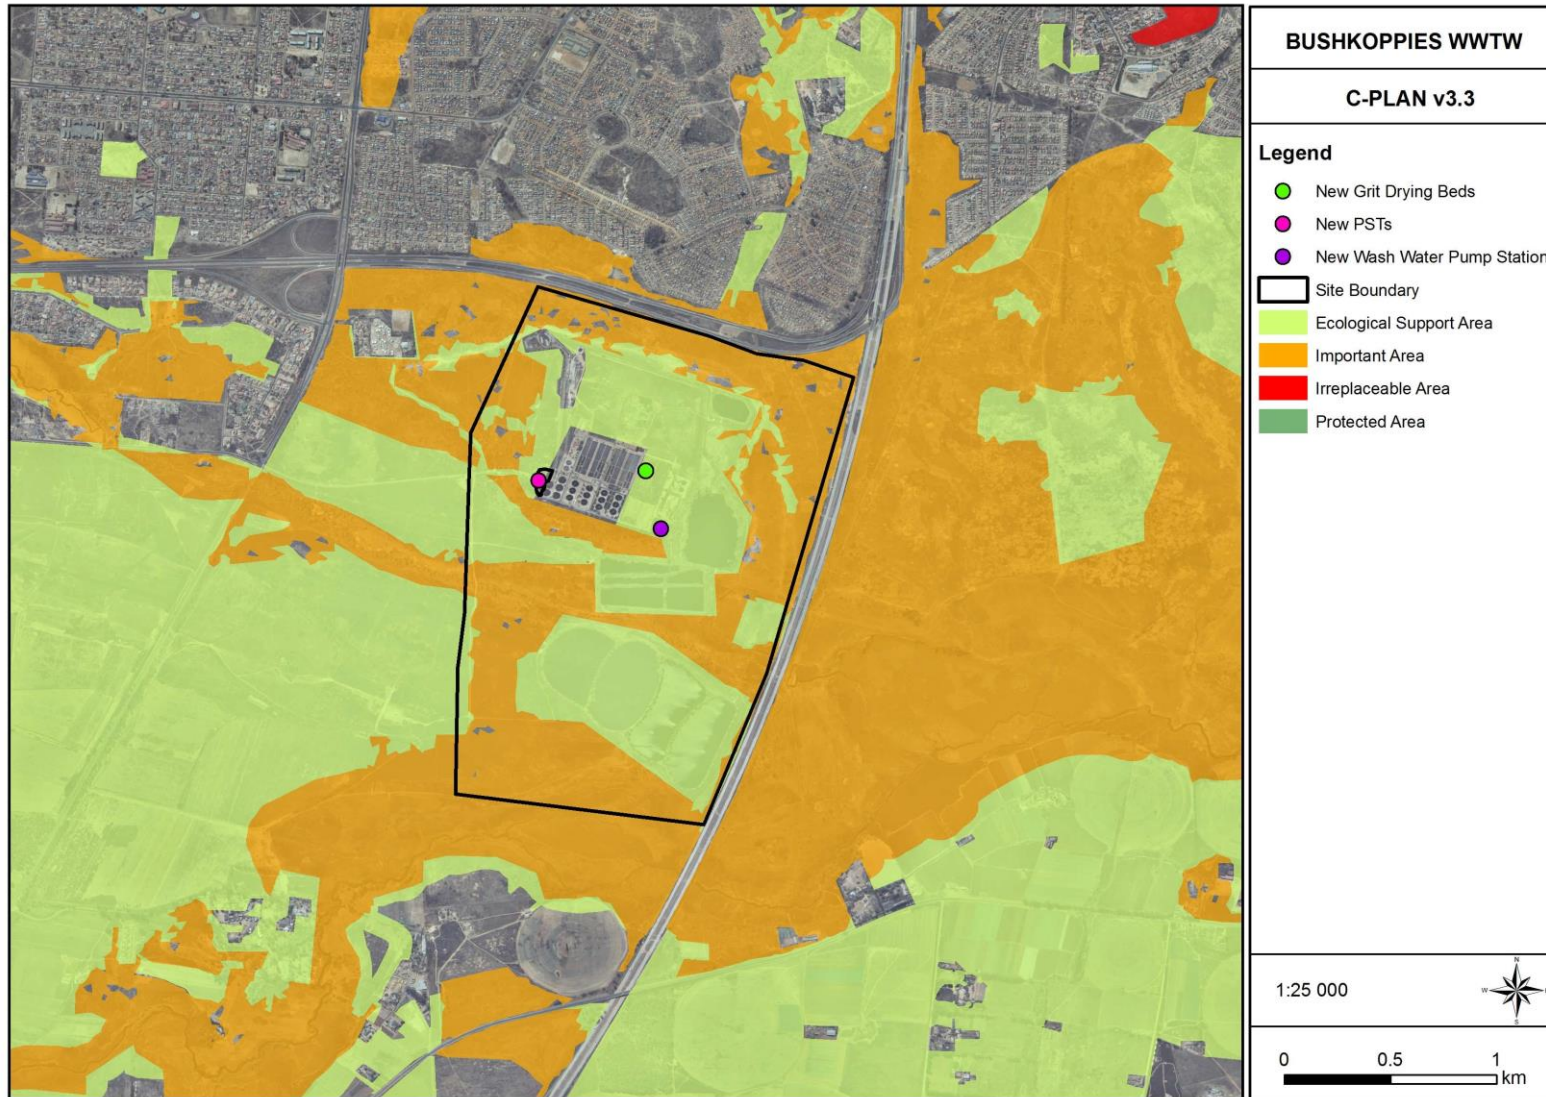 BUSHKOPPIES WWTW
C-PLAN v3.3
Legend
New Grit Drying Beds
New PSTs
New Wash Water Pump Station
Site Boundary
Ecological Support Area
Important Area
Irreplaceable Area
Protected Area
1:25 000
N
W
S
0 0.5 1
km